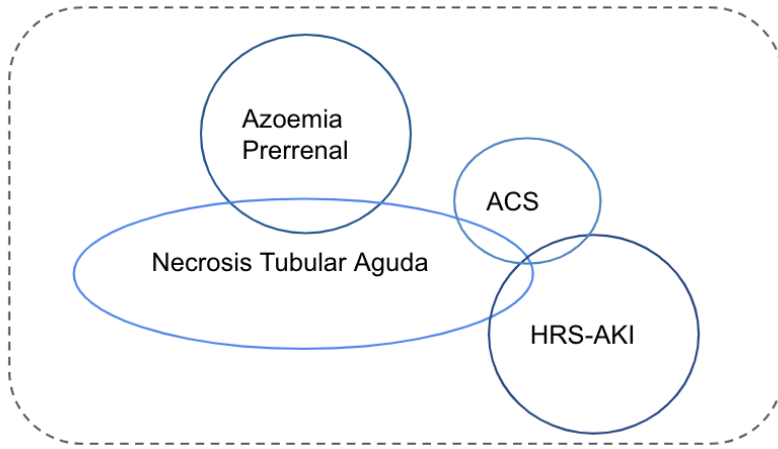 Azoemia
Prerrenal
ACS
Necrosis Tubular Aguda
HRS-AKI